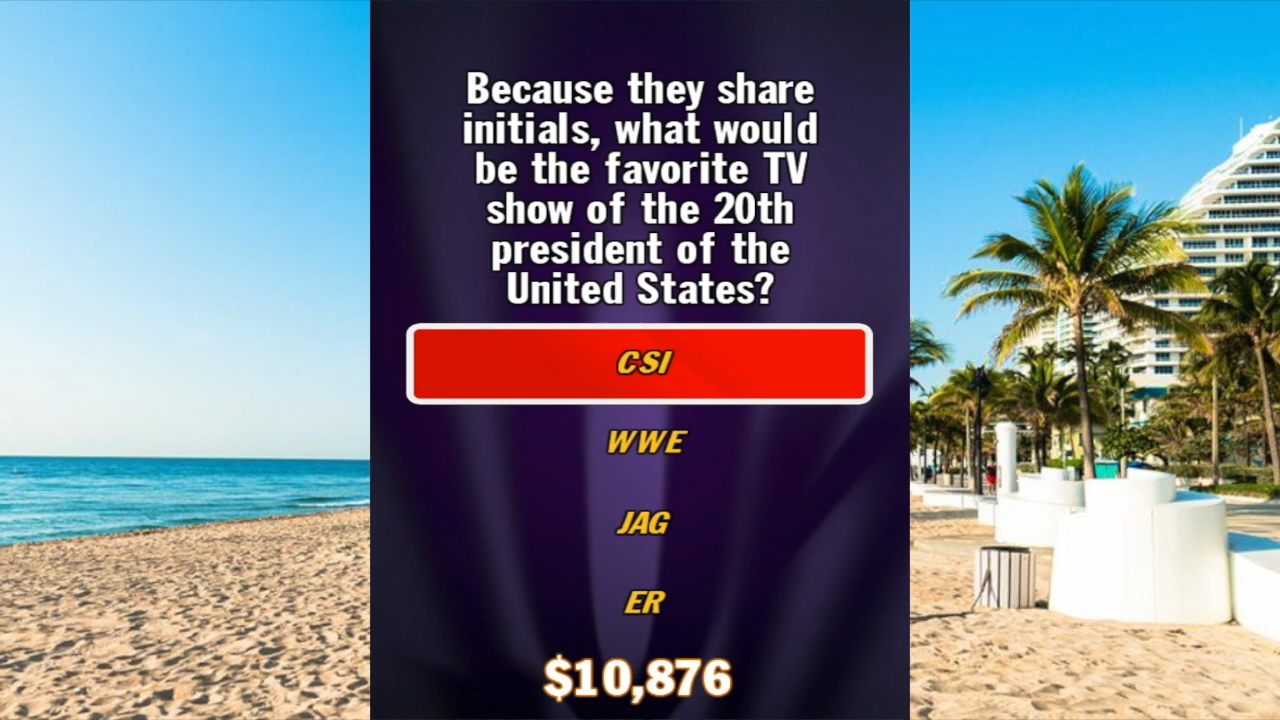 Because they share
initials, what would
be the favorite TV
show of the 20th
president of the
United States?
CSI
WWE
JAG
ER
$10,876